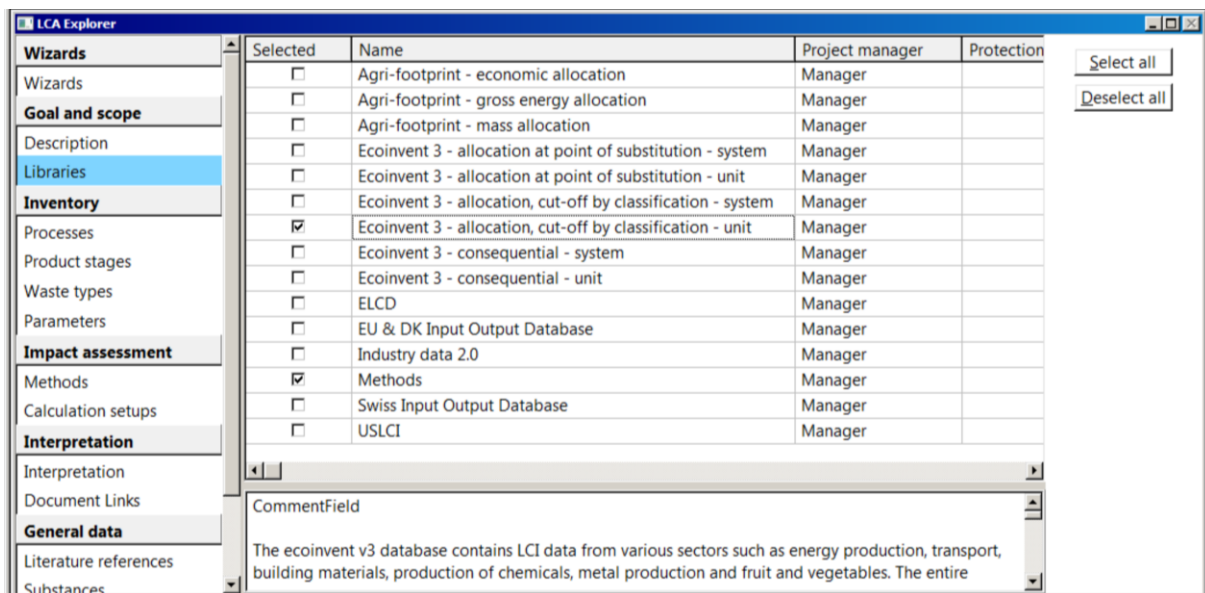 LCA Explorer
Wizards
Wizards
Goal and scope
Description
Libraries
Inventory
Processes
Product stages
Waste types
Parameters
Impact assessment
Methods
Calculation setups
Interpretation
Interpretation
Document Links
General data
Literature references
Substances
Selected Name Project manager Protection
Agri-footprint - economic allocation Manager
Agri-footprint - gross energy allocation Manager
Agri-footprint - mass allocation Manager
Ecoinvent 3 - allocation at point of substitution - system Manager
Ecoinvent 3 - allocation at point of substitution - unit Manager
Ecoinvent 3 - allocation, cut-off by classification - system Manager
Ecoinvent 3 - allocation, cut-off by classification - unit Manager
Ecoinvent 3 - consequential - system Manager
Ecoinvent 3 - consequential - unit Manager
ELCD Manager
EU & DK Input Output Database Manager
Industry data 2.0 Manager
Methods Manager
Swiss Input Output Database Manager
USLCI Manager
CommentField
The ecoinvent v3 database contains LCI data from various sectors such as energy production, transport,
building materials, production of chemicals, metal production and fruit and vegetables. The entire
Select all
Deselect all